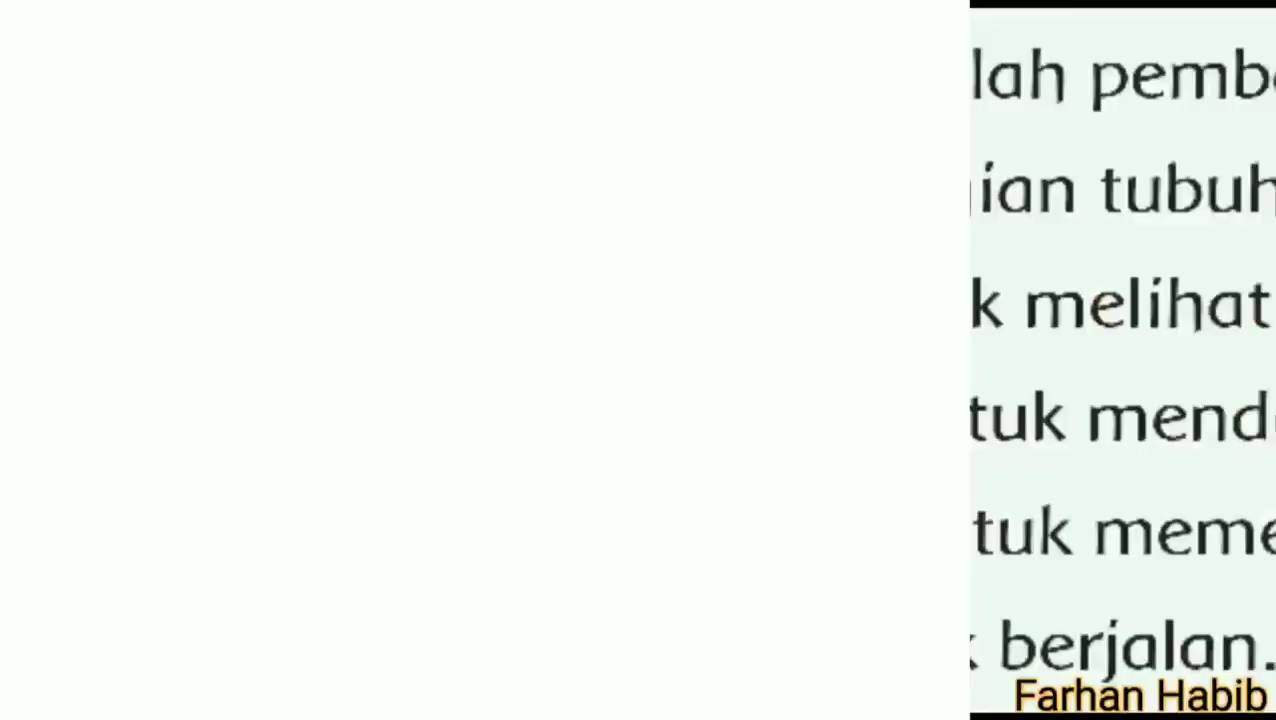 lah pemb
ian tubuh
k melihat
tuk mend
tuk meme
berjalan.
Farhan Habib